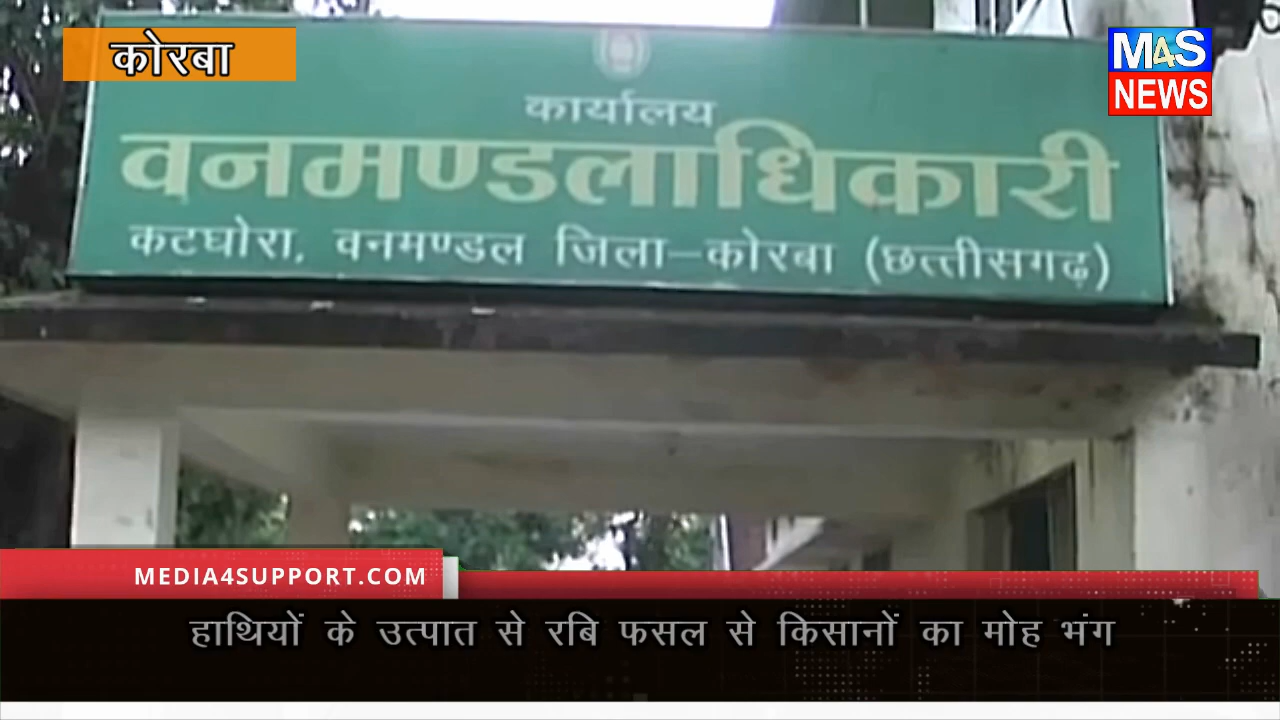 कोरबा
M4S
NEWS
कार्यालय
वनमण्डलाधिकारी
कटघोरा, वनमण्डल जिला–कोरबा (छत्तीसगढ़)
MEDIA4SUPPORT.COM
हाथियों के उत्पात से रबि फसल से किसानों का मोह भंग